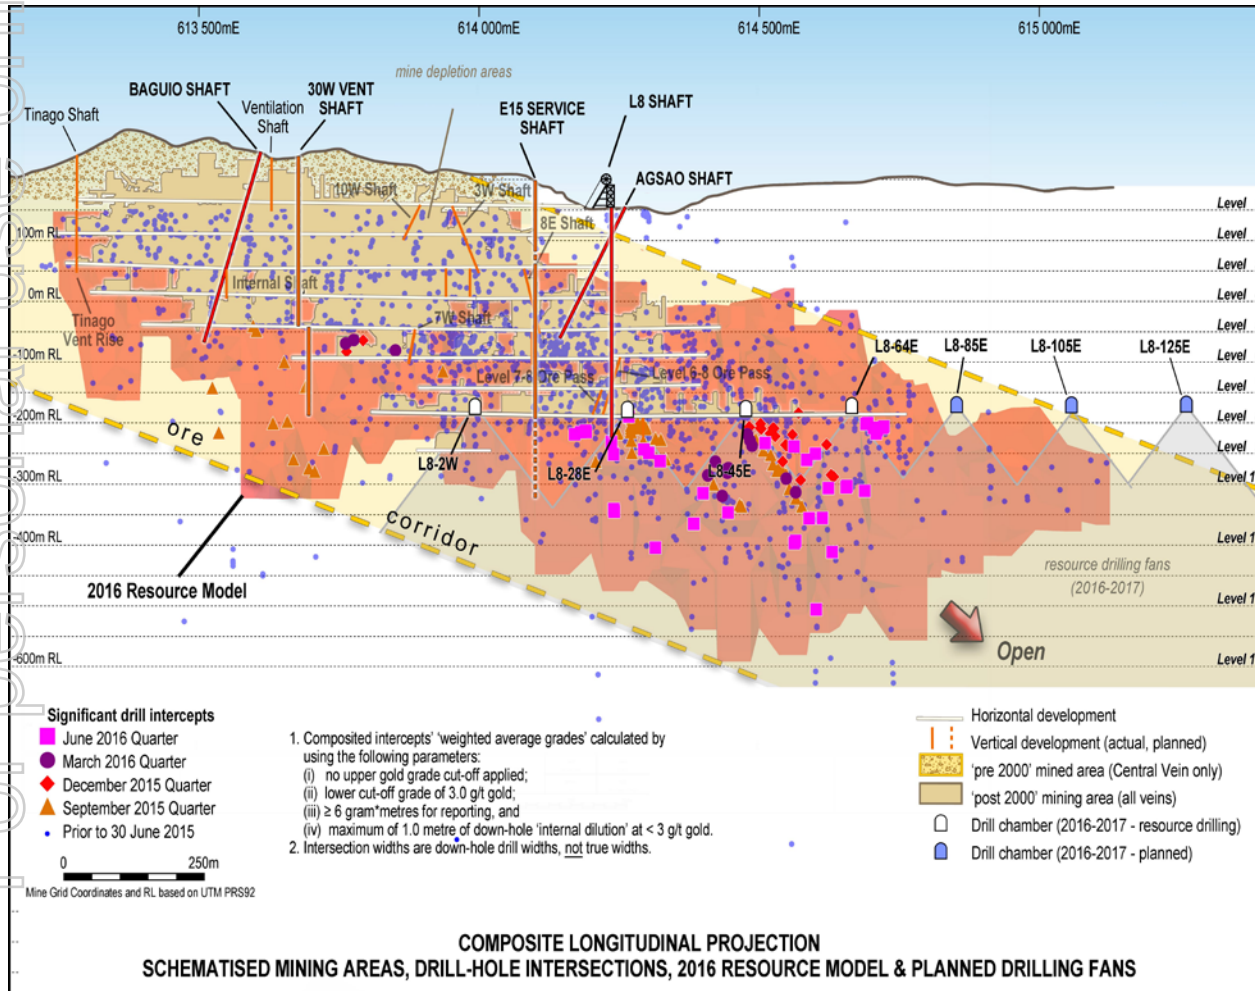 613 500mE
614 000mE
614 500mE
615 000mE
mine depletion areas
BAGUIO SHAFT
30W VENT
SHAFT
Ventilation
Shaft
Tinago Shaft
E15 SERVICE
SHAFT
L8 SHAFT
AGSAO SHAFT
10W Shaft
3W Shaft
8E Shaft
Level
Level
Level
Level
Level
Level
Level
Level
Level
Level 1
Level 1
Level 1
Level 1
Level 1
100m RL
0m RL
-100m RL
-200m RL
-300m RL
-400m RL
-600m RL
Internal Shaft
Tinago
Vent Rise
7W Shaft
Level 7-8 Ore Pass
Level 6-8 Ore Pass
L8-64E
L8-85E
L8-105E
L8-125E
L8-2W
L8-28E
L8-45E
ore
corridor
2016 Resource Model
resource drilling fans
(2016-2017)
Open
Significant drill intercepts
June 2016 Quarter
March 2016 Quarter
December 2015 Quarter
September 2015 Quarter
Prior to 30 June 2015
0 250m
Mine Grid Coordinates and RL based on UTM PRS92
1. Composited intercepts' 'weighted average grades' calculated by
using the following parameters:
(i) no upper gold grade cut-off applied;
(ii) lower cut-off grade of 3.0 g/t gold;
(iii) ≥ 6 gram*metres for reporting, and
(iv) maximum of 1.0 metre of down-hole 'internal dilution' at < 3 g/t gold.
2. Intersection widths are down-hole drill widths, not true widths.
Horizontal development
Vertical development (actual, planned)
'pre 2000' mined area (Central Vein only)
'post 2000' mining area (all veins)
Drill chamber (2016-2017 - resource drilling)
Drill chamber (2016-2017 - planned)
COMPOSITE LONGITUDINAL PROJECTION
SCHEMATISED MINING AREAS, DRILL-HOLE INTERSECTIONS, 2016 RESOURCE MODEL & PLANNED DRILLING FANS